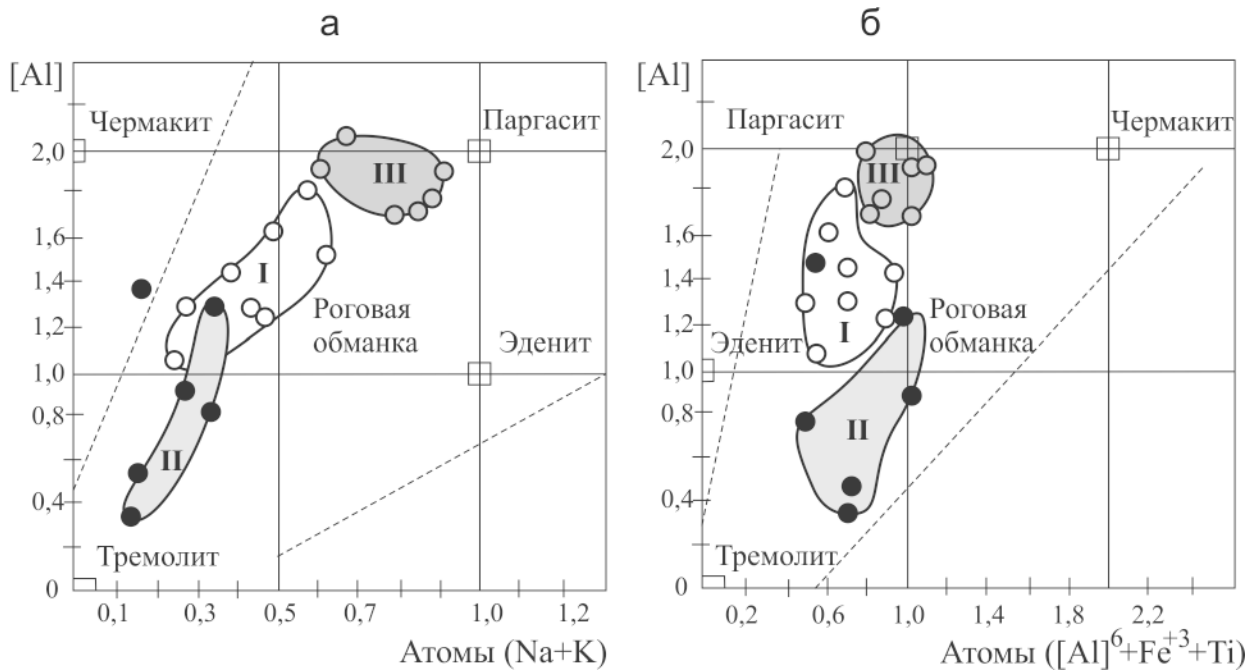 а
[Al]
Чермакит
Паргасит
2,0
III
1,6
I
1,2
Роговая
обманка
Эденит
1,0
0,8
II
0,4
Тремолит
0
0,1
0,3
0,5
0,7
1,0
1,2
Атомы (Na+K)
б
[Al]
Паргасит
Чермакит
2,0
III
1,6
1,2
I
Роговая
обманка
Эденит
1,0
0,8
II
0,4
Тремолит
0
0,2
0,6
1,0
1,4
1,8
2,2
Атомы ([Al]⁶+Fe⁺³+Ti)